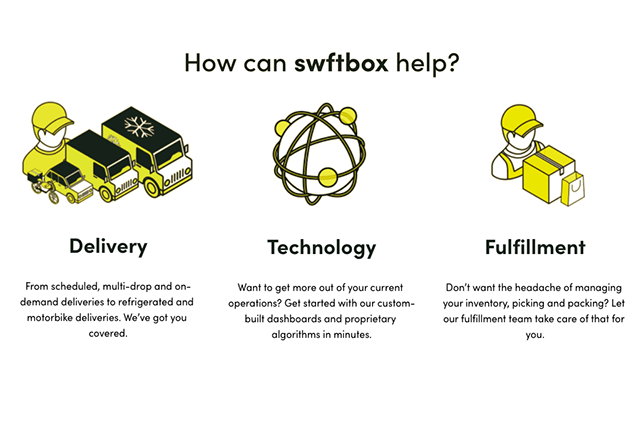 How can swftbox help?
Delivery
From scheduled, multi-drop and on-
demand deliveries to refrigerated and
motorbike deliveries. We've got you
covered.
Technology
Want to get more out of your current
operations? Get started with our custom-
built dashboards and proprietary
algorithms in minutes.
Fulfillment
Don't want the headache of managing
your inventory, picking and packing? Let
our fulfillment team take care of that for
you.